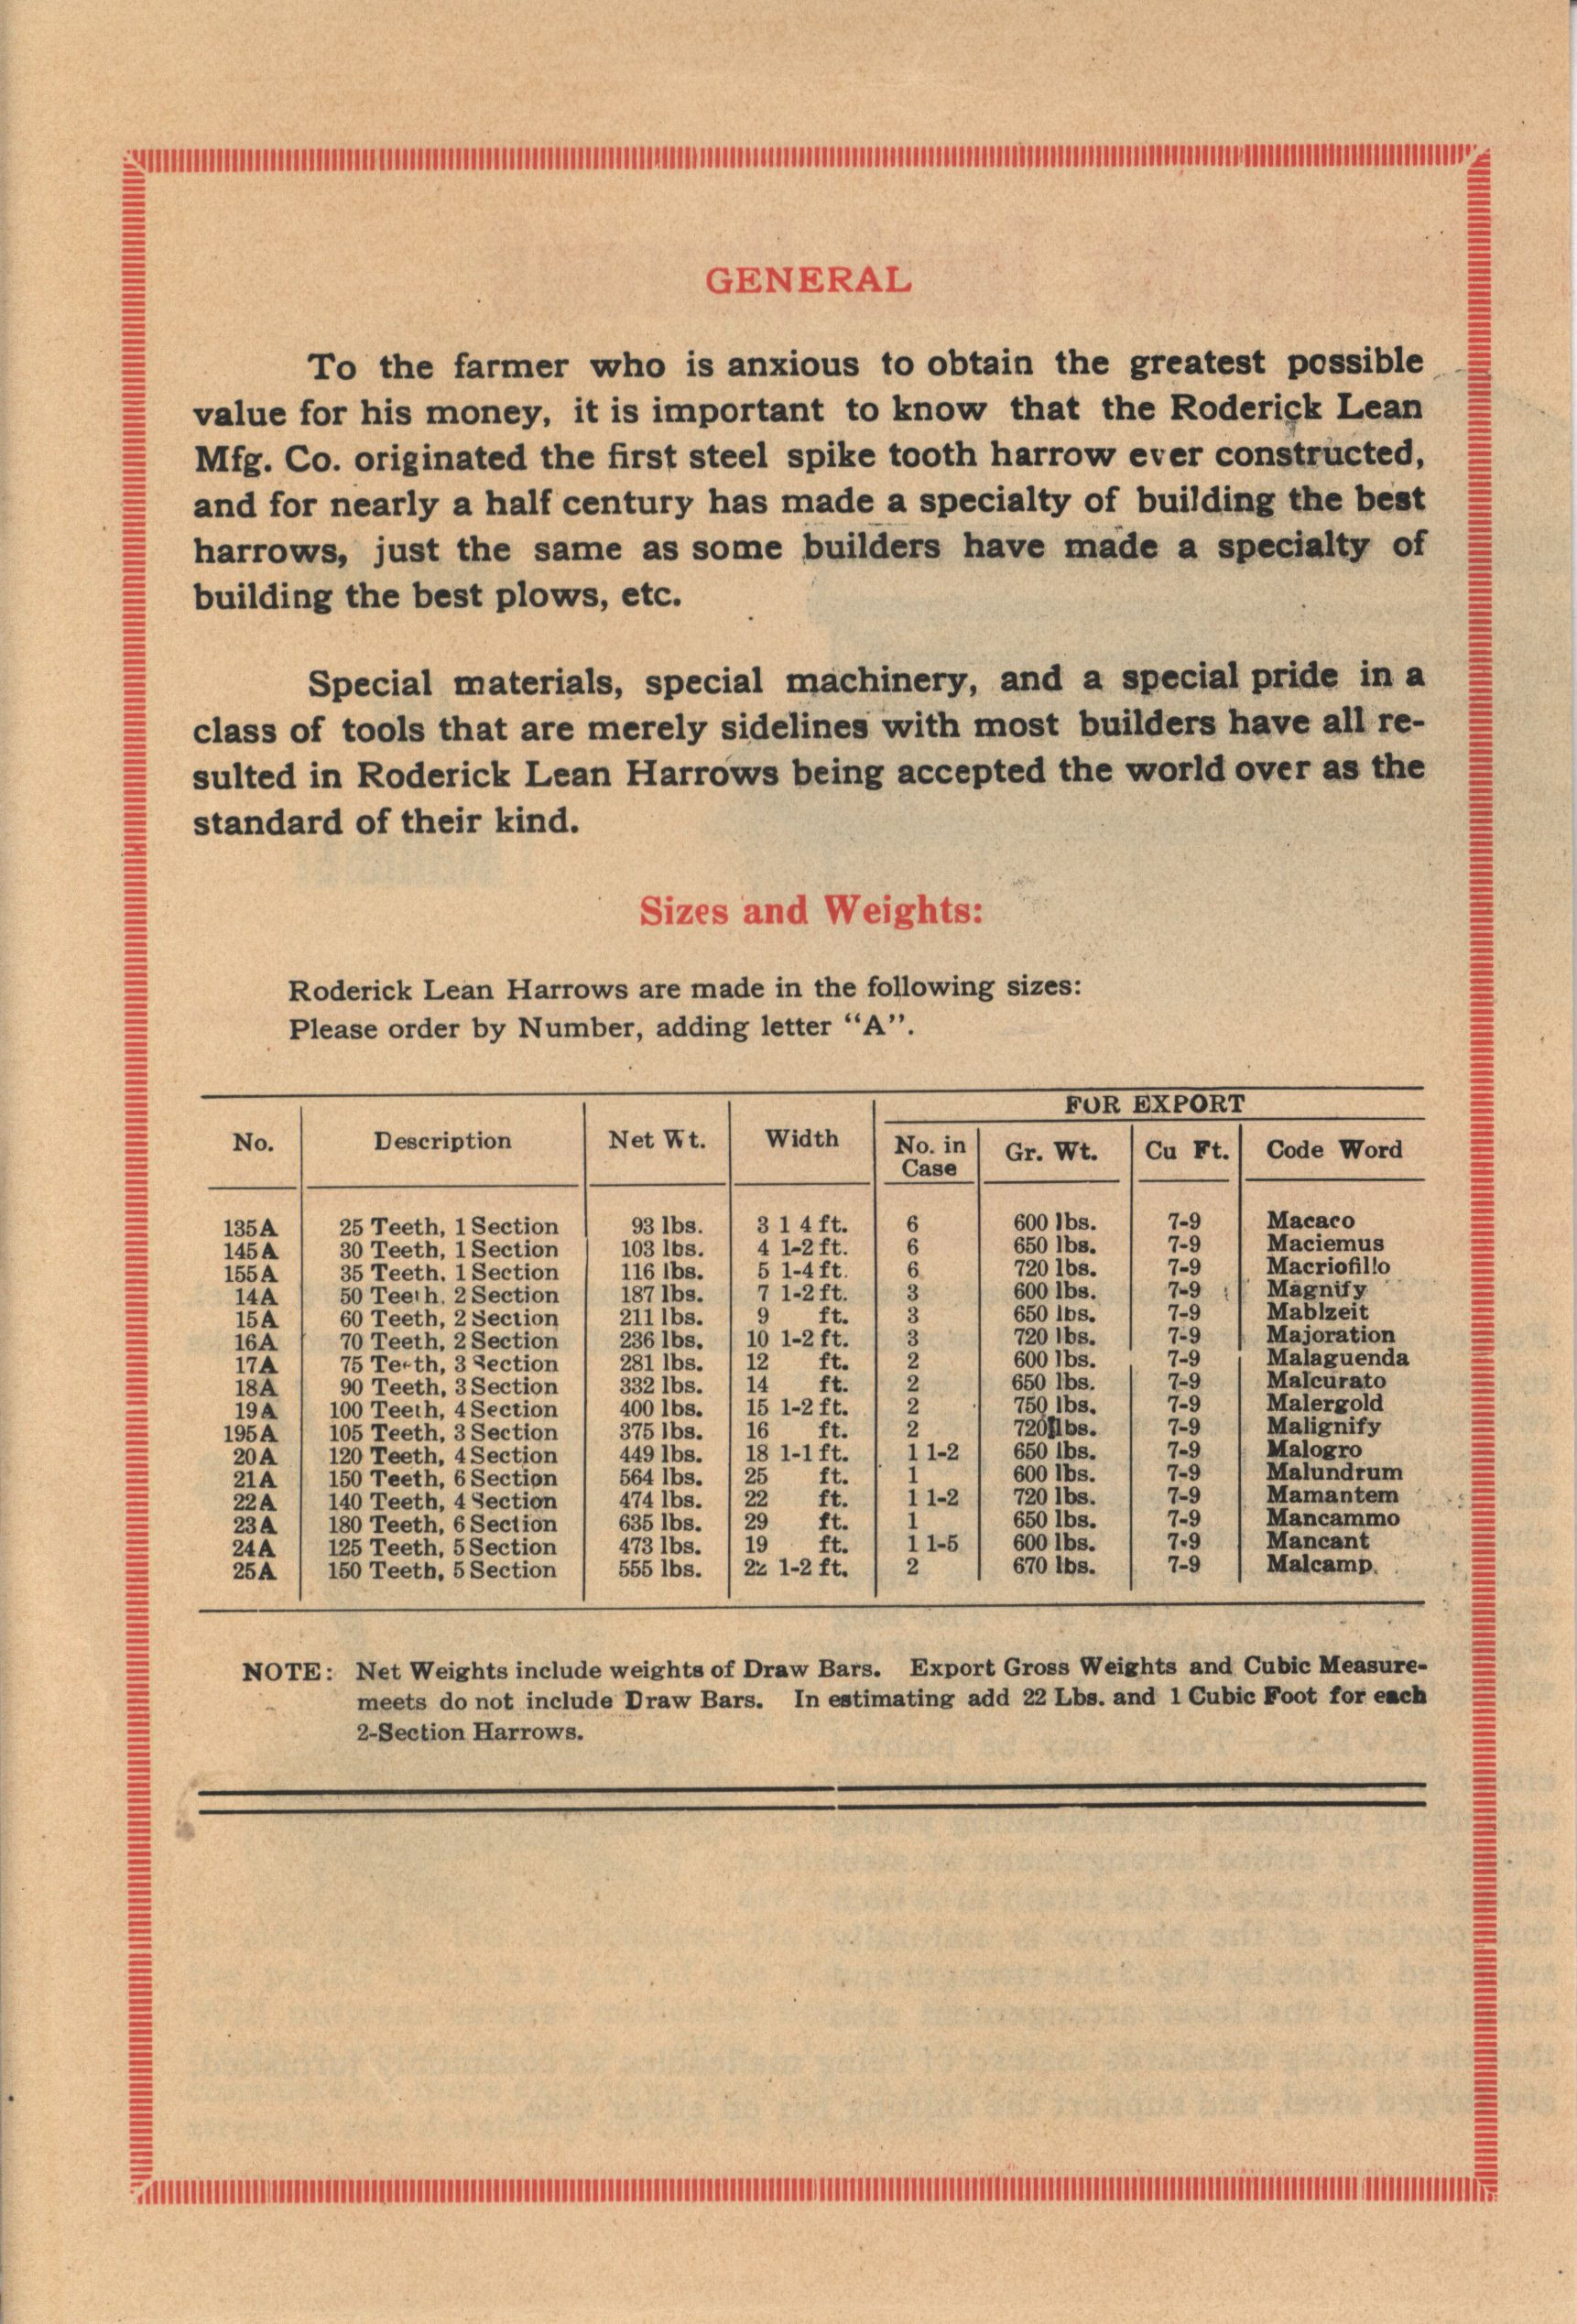 GENERAL
To the farmer who is anxious to obtain the greatest possible
value for his money, it is important to know that the Roderick Lean
Mfg. Co. originated the first steel spike tooth harrow ever constructed,
and for nearly a half century has made a specialty of building the best
harrows, just the same as some builders have made a specialty of
building the best plows, etc.
Special materials, special machinery, and a special pride in a
class of tools that are merely sidelines with most builders have all re-
sulted in Roderick Lean Harrows being accepted the world over as the
standard of their kind.
Sizes and Weights:
Roderick Lean Harrows are made in the following sizes:
Please order by Number, adding letter "A".
FOR EXPORT
No. Description Net Wt. Width No. in Case Gr. Wt. Cu Ft. Code Word
135A 25 Teeth, 1 Section 93 lbs. 3 1 4 ft. 6 600 lbs. 7-9 Macaco
145A 30 Teeth, 1 Section 103 lbs. 4 1-2 ft. 6 650 lbs. 7-9 Maciemus
155A 35 Teeth, 1 Section 116 lbs. 5 1-4 ft. 6 720 lbs. 7-9 Macriofillo
14A 50 Teeth, 2 Section 187 lbs. 7 1-2 ft. 3 600 lbs. 7-9 Magnify
15A 60 Teeth, 2 Section 211 lbs. 9 ft. 3 650 lbs. 7-9 Mablzeit
16A 70 Teeth, 2 Section 236 lbs. 10 1-2 ft. 3 720 lbs. 7-9 Majoration
17A 75 Teeth, 3 Section 281 lbs. 12 ft. 2 600 lbs. 7-9 Malaguenda
18A 90 Teeth, 3 Section 332 lbs. 14 ft. 2 650 lbs. 7-9 Malcurato
19A 100 Teeth, 4 Section 400 lbs. 15 1-2 ft. 2 750 lbs. 7-9 Malergold
195A 105 Teeth, 3 Section 375 lbs. 16 ft. 2 720 lbs. 7-9 Malignify
20A 120 Teeth, 4 Section 449 lbs. 18 1-1 ft. 1 1-2 650 lbs. 7-9 Malogro
21A 150 Teeth, 6 Section 564 lbs. 25 ft. 1 600 lbs. 7-9 Malundrum
22A 140 Teeth, 4 Section 474 lbs. 22 ft. 1 1-2 720 lbs. 7-9 Mamantem
23A 180 Teeth, 6 Section 635 lbs. 29 ft. 1 650 lbs. 7-9 Mancammo
24A 125 Teeth, 5 Section 473 lbs. 19 ft. 1 1-5 600 lbs. 7-9 Mancant
25A 150 Teeth, 5 Section 555 lbs. 22 1-2 ft. 2 670 lbs. 7-9 Malcamp.
NOTE: Net Weights include weights of Draw Bars. Export Gross Weights and Cubic Measure-
meets do not include Draw Bars. In estimating add 22 Lbs. and 1 Cubic Foot for each
2-Section Harrows.